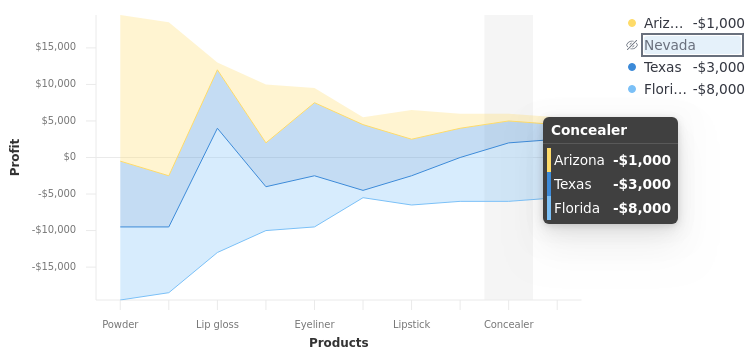 Profit
$15,000
$10,000
$5,000
$0
-$5,000
-$10,000
-$15,000
Powder
Lip gloss
Eyeliner
Lipstick
Concealer
Products
Ariz... -$1,000
Nevada
Texas -$3,000
Flori... -$8,000
Concealer
Arizona -$1,000
Texas -$3,000
Florida -$8,000